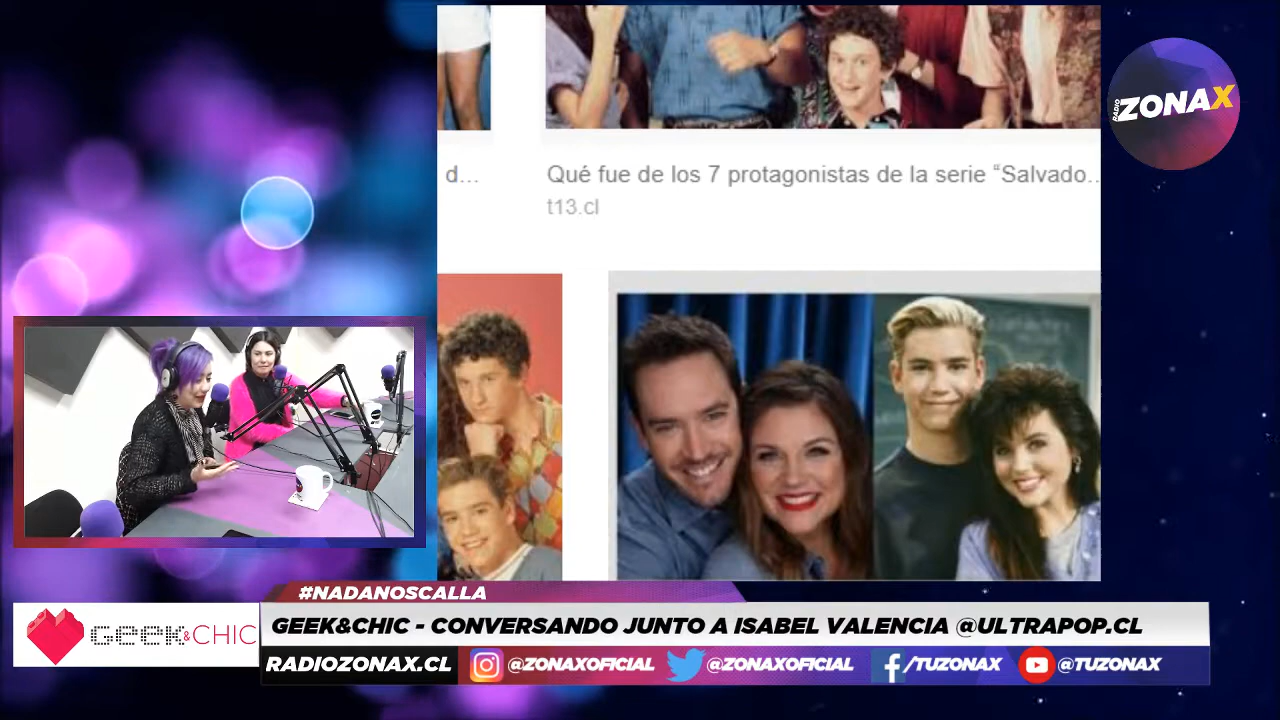 d...
Qué fue de los 7 protagonistas de la serie “Salvado...
t13.cl
RADIO
ZONAX
#NADANOSCALLA
GEEK&CHIC
GEEK&CHIC - CONVERSANDO JUNTO A ISABEL VALENCIA @ULTRAPOP.CL
RADIOZONAX.CL @ZONAXOFICIAL @ZONAXOFICIAL /TUZONAX @TUZONAX